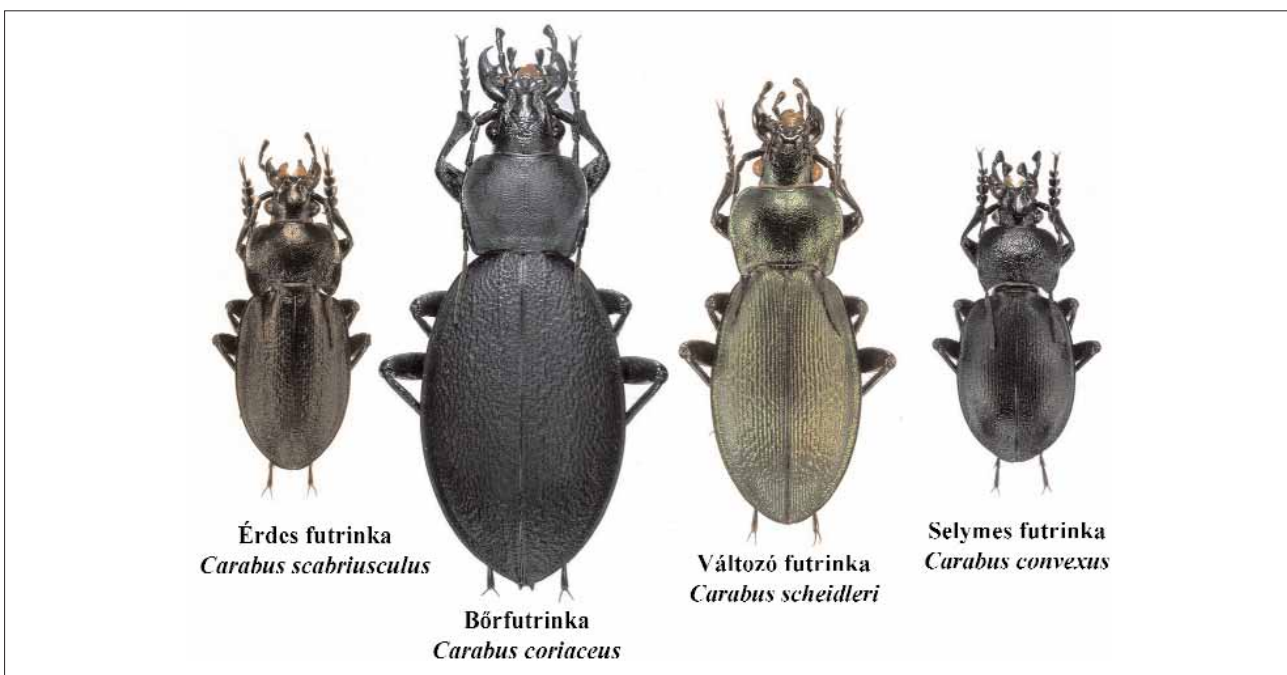 Érdes futrinka
Carabus scabriusculus
Bőrfutrinka
Carabus coriaceus
Változó futrinka
Carabus scheidleri
Selymes futrinka
Carabus convexus